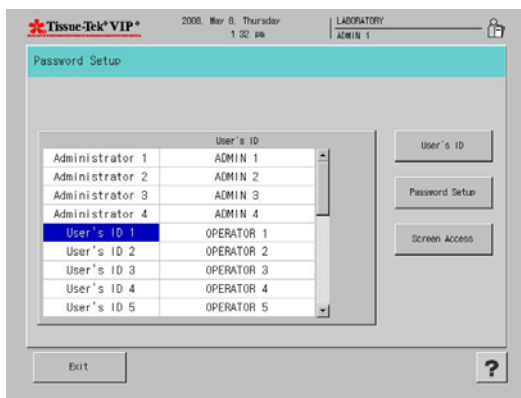 Tissue-Tek® VIP®
2008, May 8, Thursday
1 32 pm
LABORATORY
ADMIN 1
Password Setup
User's ID
Administrator 1 ADMIN 1
Administrator 2 ADMIN 2
Administrator 3 ADMIN 3
Administrator 4 ADMIN 4
User's ID 1 OPERATOR 1
User's ID 2 OPERATOR 2
User's ID 3 OPERATOR 3
User's ID 4 OPERATOR 4
User's ID 5 OPERATOR 5
User's ID
Password Setup
Screen Access
Exit
?